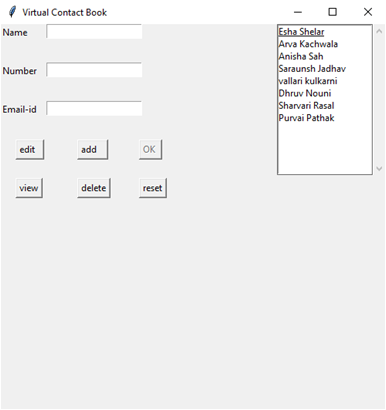 Virtual Contact Book
Name
Number
Email-id
edit add OK
view delete reset
Esha Shelar
Arva Kachwala
Anisha Sah
Saraunsh Jadhav
vallari kulkarni
Dhruv Nouni
Sharvari Rasal
Purvai Pathak